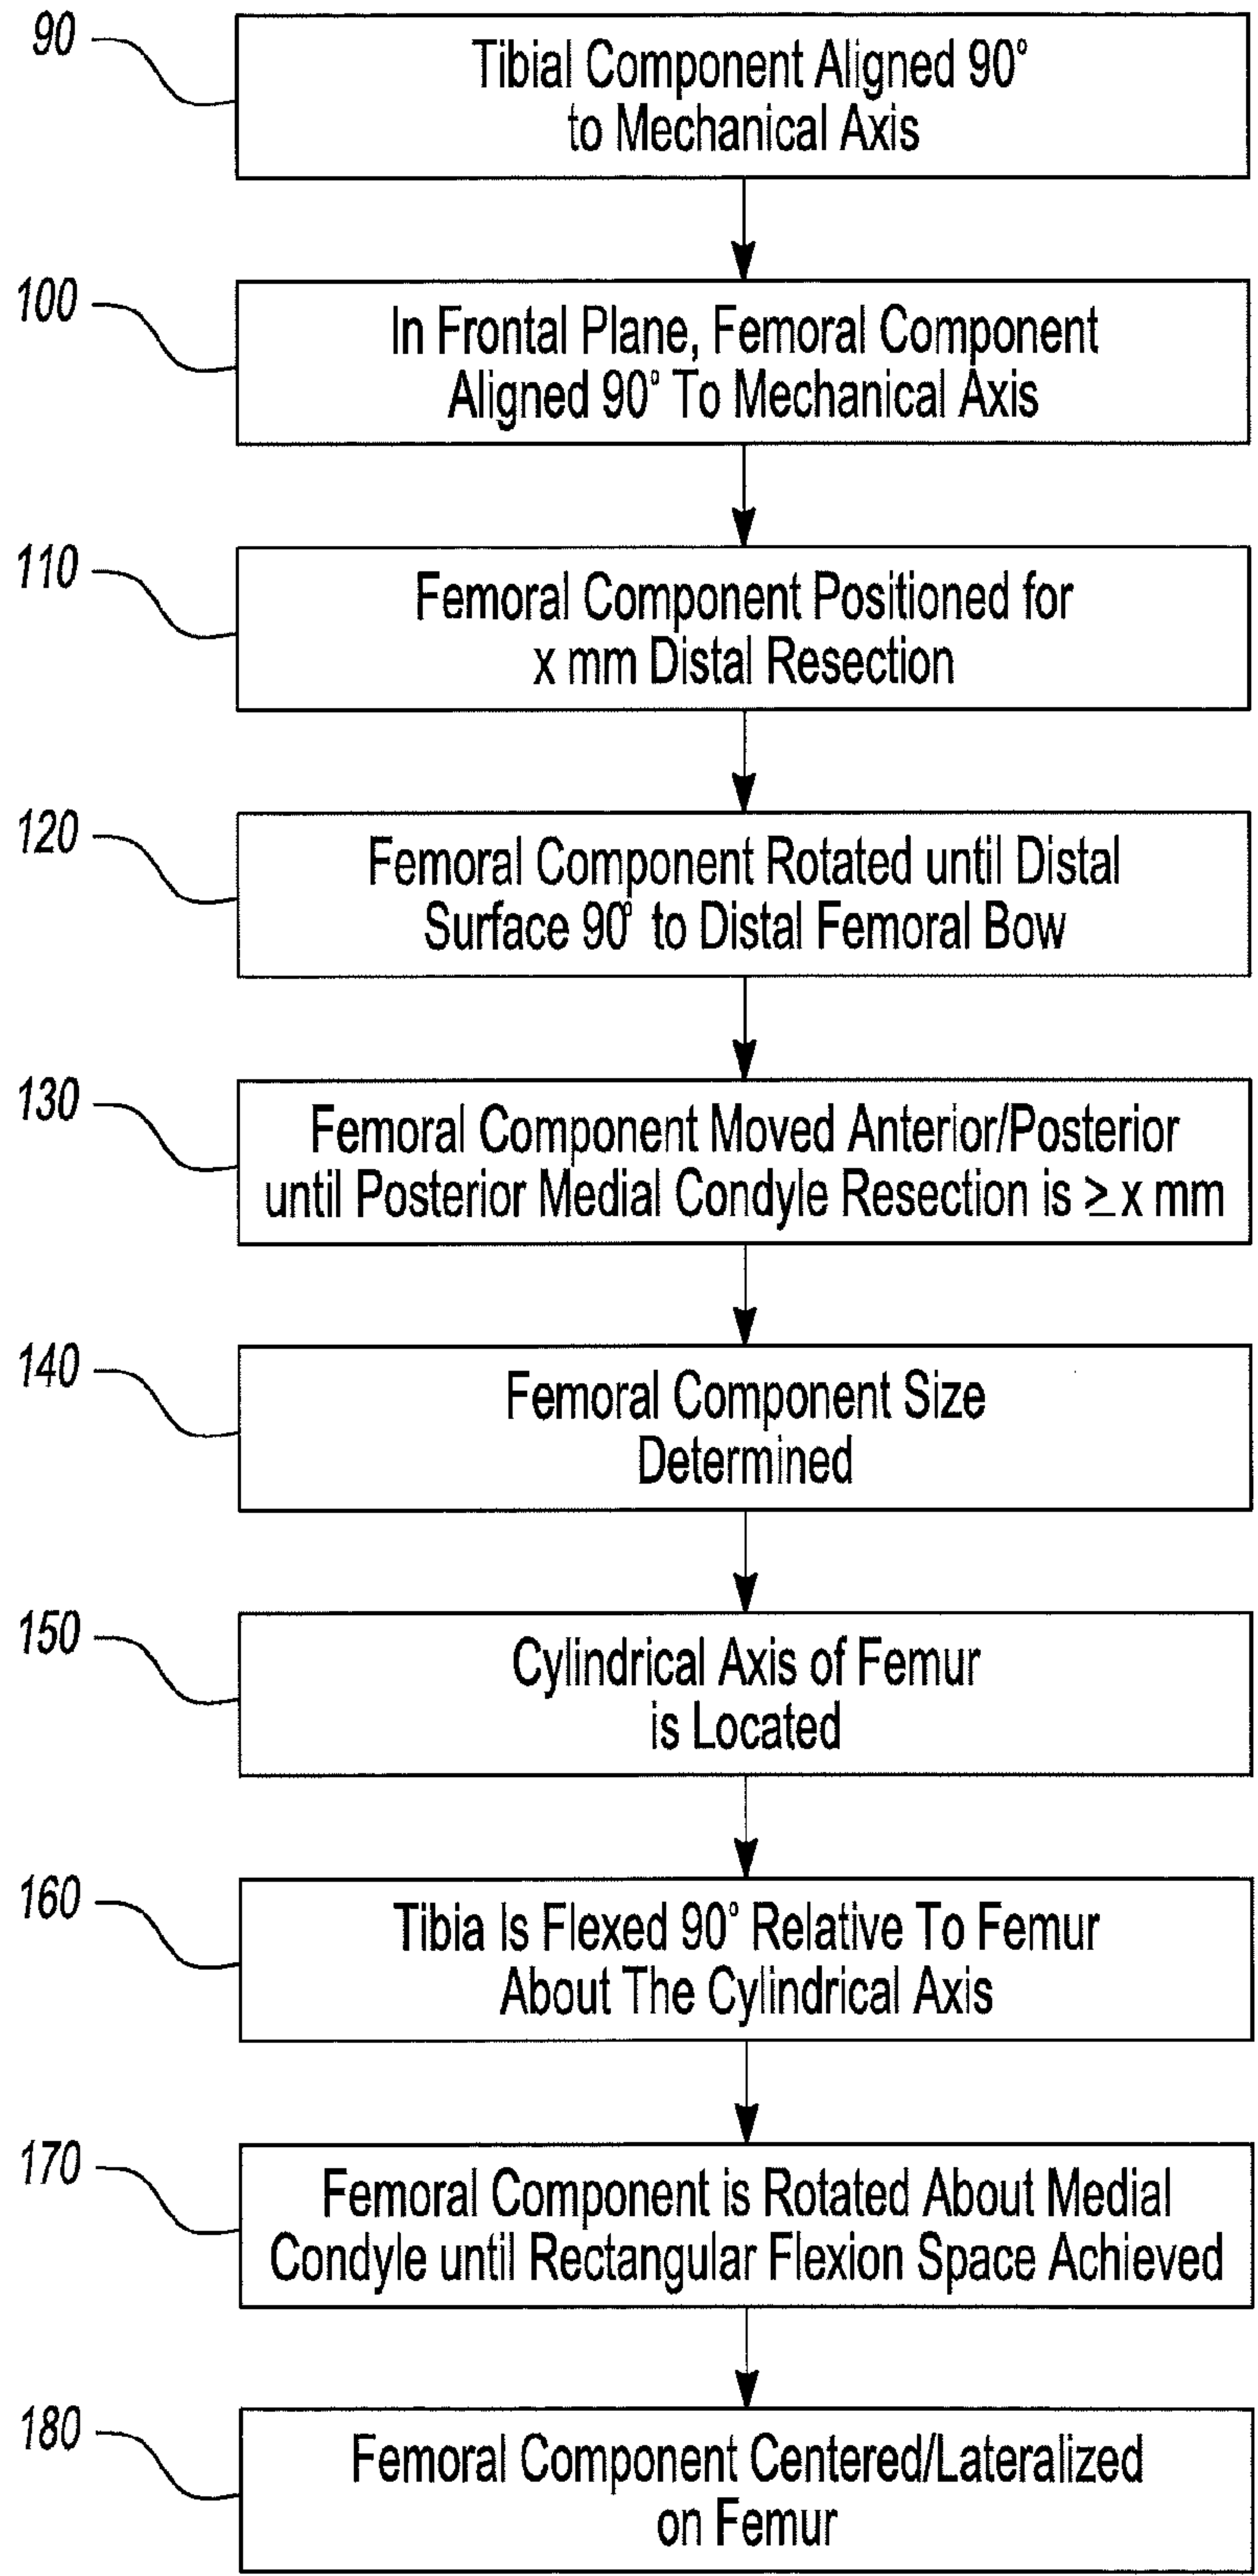 90
Tibial Component Aligned 90°
to Mechanical Axis
100
In Frontal Plane, Femoral Component
Aligned 90° To Mechanical Axis
110
Femoral Component Positioned for
x mm Distal Resection
120
Femoral Component Rotated until Distal
Surface 90° to Distal Femoral Bow
130
Femoral Component Moved Anterior/Posterior
until Posterior Medial Condyle Resection is ≥ x mm
140
Femoral Component Size
Determined
150
Cylindrical Axis of Femur
is Located
160
Tibia Is Flexed 90° Relative To Femur
About The Cylindrical Axis
170
Femoral Component is Rotated About Medial
Condyle until Rectangular Flexion Space Achieved
180
Femoral Component Centered/Lateralized
on Femur